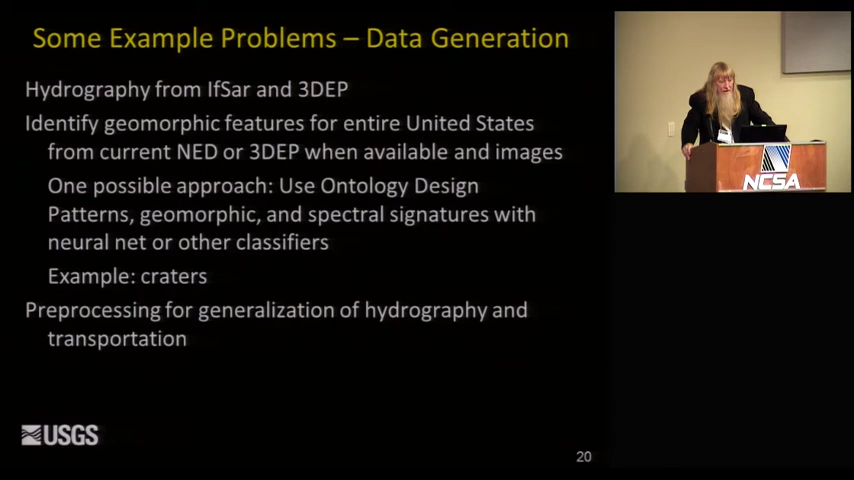 Some Example Problems – Data Generation
Hydrography from IfSar and 3DEP
Identify geomorphic features for entire United States
from current NED or 3DEP when available and images
One possible approach: Use Ontology Design
Patterns, geomorphic, and spectral signatures with
neural net or other classifiers
Example: craters
Preprocessing for generalization of hydrography and
transportation
USGS
20
NCSA